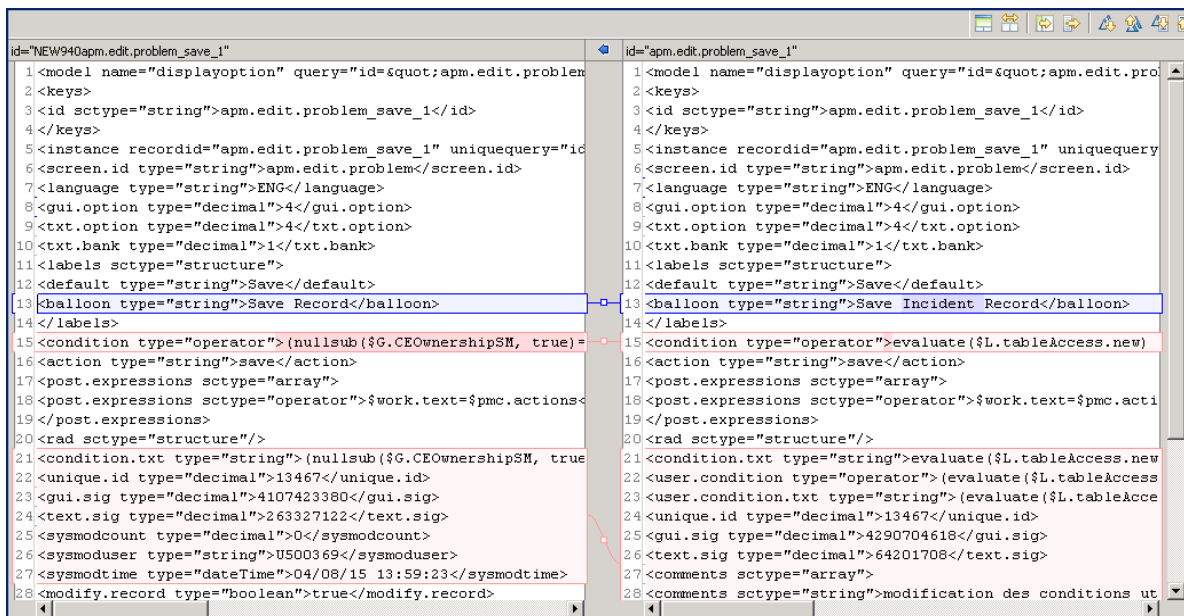 id="NEW940apm.edit.problem_save_1"
1 <model name="displayoption" query="id=&quot;apm.edit.problem
2 <keys>
3 <id sctype="string">apm.edit.problem_save_1</id>
4 </keys>
5 <instance recordid="apm.edit.problem_save_1" uniquequery="id
6 <screen.id type="string">apm.edit.problem</screen.id>
7 <language type="string">ENG</language>
8 <gui.option type="decimal">4</gui.option>
9 <txt.option type="decimal">4</txt.option>
10 <txt.bank type="decimal">1</txt.bank>
11 <labels sctype="structure">
12 <default type="string">Save</default>
13 <balloon type="string">Save Record</balloon>
14 </labels>
15 <condition type="operator">(nullsub($G.CEOwnershipSM, true)=
16 <action type="string">save</action>
17 <post.expressions sctype="array">
18 <post.expressions sctype="operator">$work.text=$pmc.actions<
19 </post.expressions>
20 <rad sctype="structure"/>
21 <condition.txt type="string">(nullsub($G.CEOwnershipSM, true
22 <unique.id type="decimal">13467</unique.id>
23 <gui.sig type="decimal">4107423380</gui.sig>
24 <text.sig type="decimal">263327122</text.sig>
25 <sysmodcount type="decimal">0</sysmodcount>
26 <sysmoduser type="string">U500369</sysmoduser>
27 <sysmodtime type="dateTime">04/08/15 13:59:23</sysmodtime>
28 <modify.record type="boolean">true</modify.record>
id="apm.edit.problem_save_1"
1 <model name="displayoption" query="id=&quot;apm.edit.pro
2 <keys>
3 <id sctype="string">apm.edit.problem_save_1</id>
4 </keys>
5 <instance recordid="apm.edit.problem_save_1" uniquequery
6 <screen.id type="string">apm.edit.problem</screen.id>
7 <language type="string">ENG</language>
8 <gui.option type="decimal">4</gui.option>
9 <txt.option type="decimal">4</txt.option>
10 <txt.bank type="decimal">1</txt.bank>
11 <labels sctype="structure">
12 <default type="string">Save</default>
13 <balloon type="string">Save Incident Record</balloon>
14 </labels>
15 <condition type="operator">evaluate($L.tableAccess.new)
16 <action type="string">save</action>
17 <post.expressions sctype="array">
18 <post.expressions sctype="operator">$work.text=$pmc.acti
19 </post.expressions>
20 <rad sctype="structure"/>
21 <condition.txt type="string">evaluate($L.tableAccess.new
22 <user.condition type="operator">(evaluate($L.tableAccess
23 <user.condition.txt type="string">(evaluate($L.tableAcce
24 <unique.id type="decimal">13467</unique.id>
25 <gui.sig type="decimal">4290704618</gui.sig>
26 <text.sig type="decimal">64201708</text.sig>
27 <comments sctype="array">
28 <comments sctype="string">modification des conditions ut